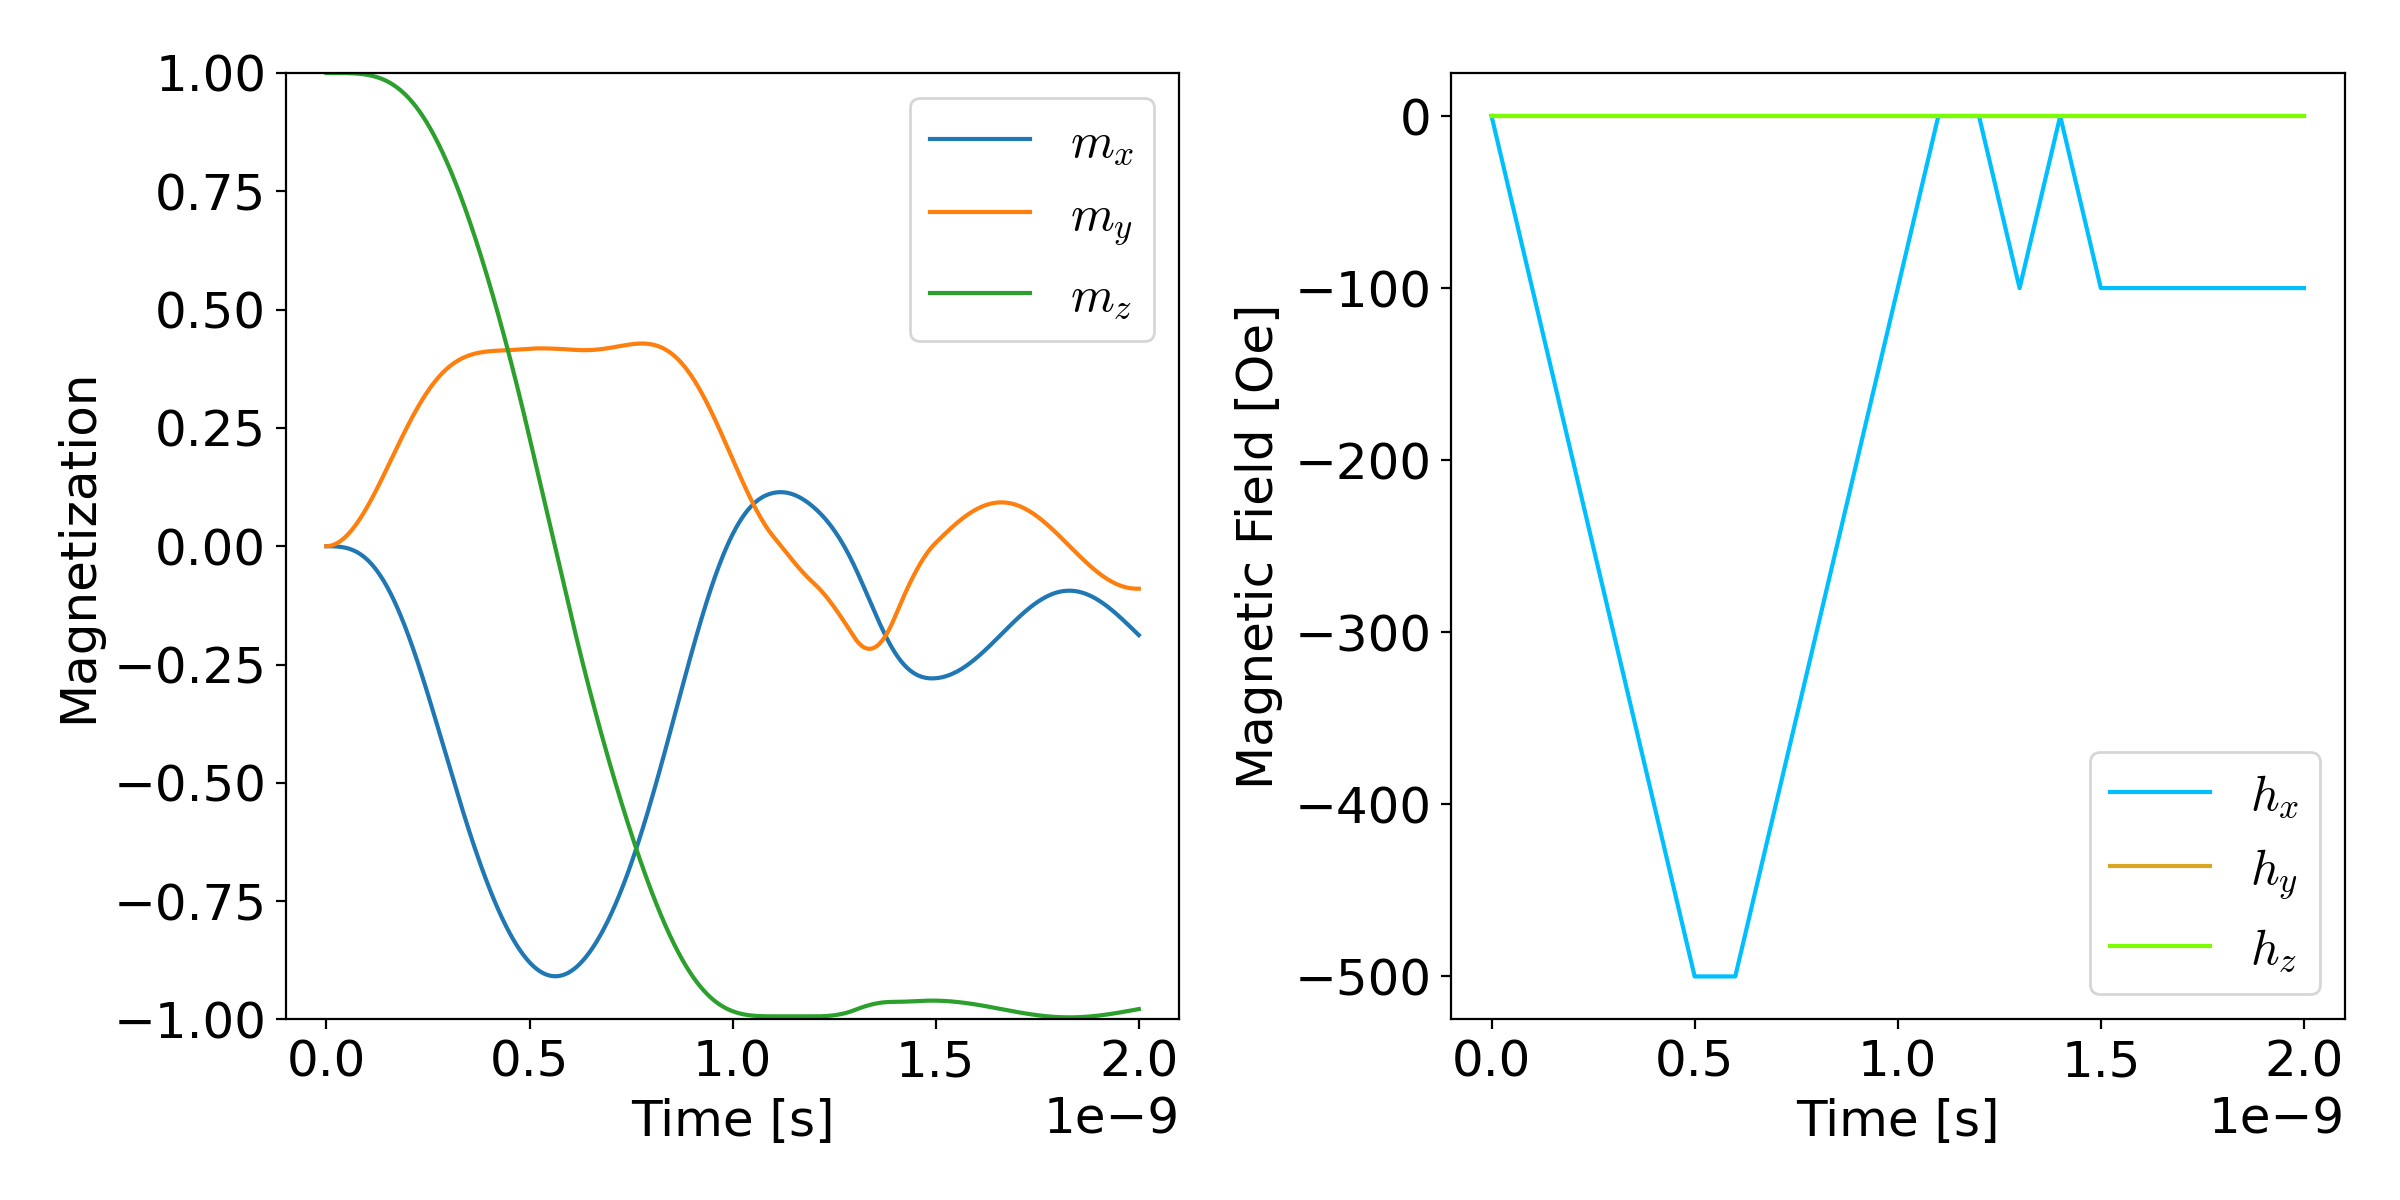 Magnetization
1.00
0.75
0.50
0.25
0.00
−0.25
−0.50
−0.75
−1.00
0.0 0.5 1.0 1.5 2.0
Time [s]
1e−9
m_x
m_y
m_z
Magnetic Field [Oe]
0
−100
−200
−300
−400
−500
0.0 0.5 1.0 1.5 2.0
Time [s]
1e−9
h_x
h_y
h_z